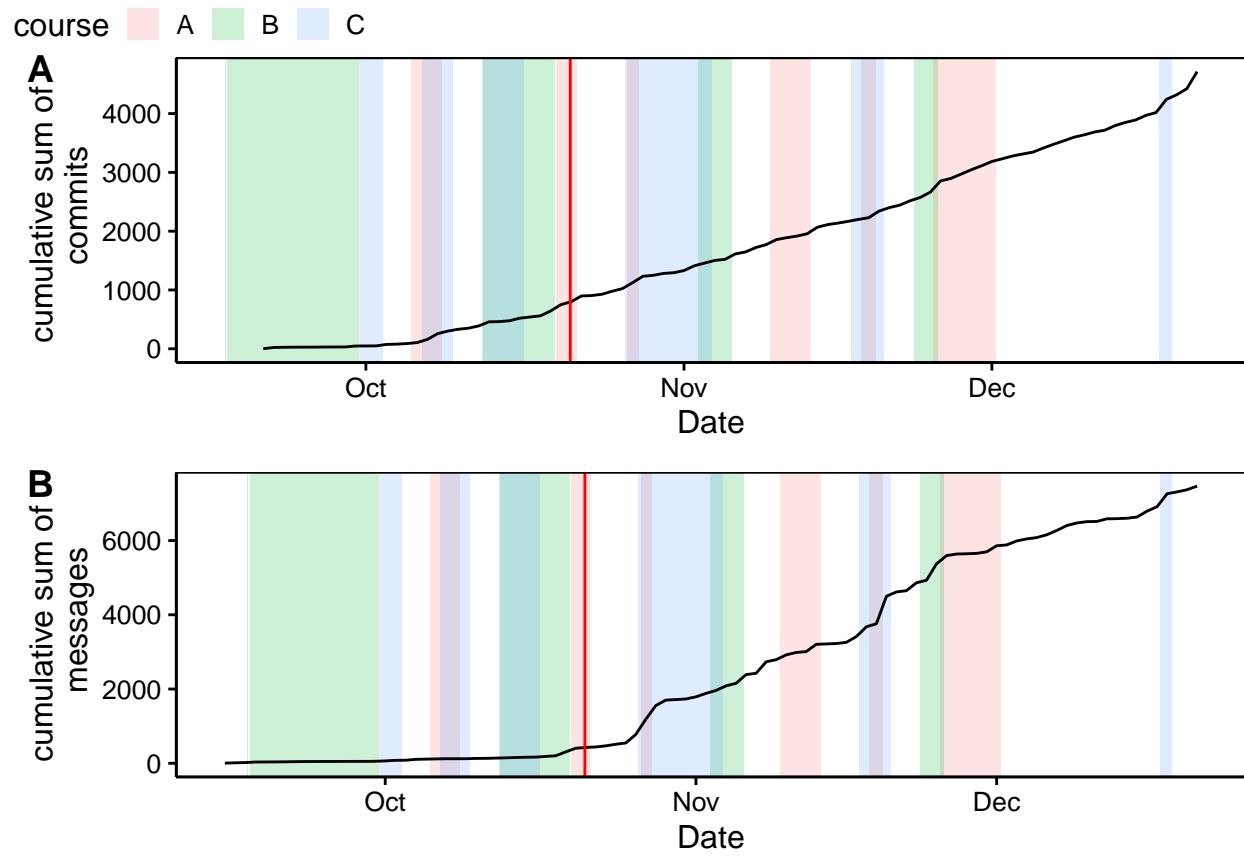 course A B C
A
cumulative sum of
commits
4000
3000
2000
1000
0
Oct Nov Dec
Date
B
cumulative sum of
messages
6000
4000
2000
0
Oct Nov Dec
Date